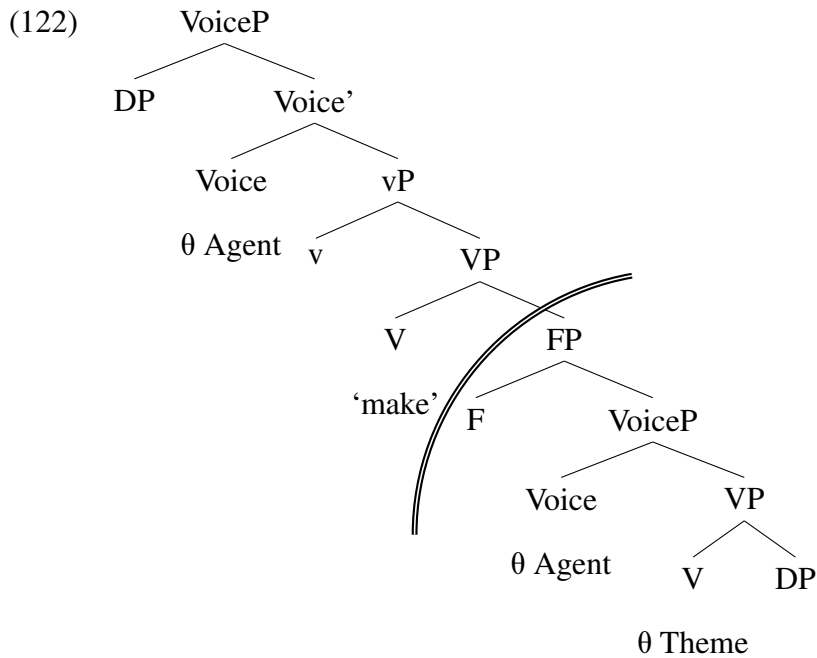 (122) VoiceP
DP Voice’
Voice vP
θ Agent v VP
V FP
‘make’ F VoiceP
Voice VP
θ Agent V DP
θ Theme